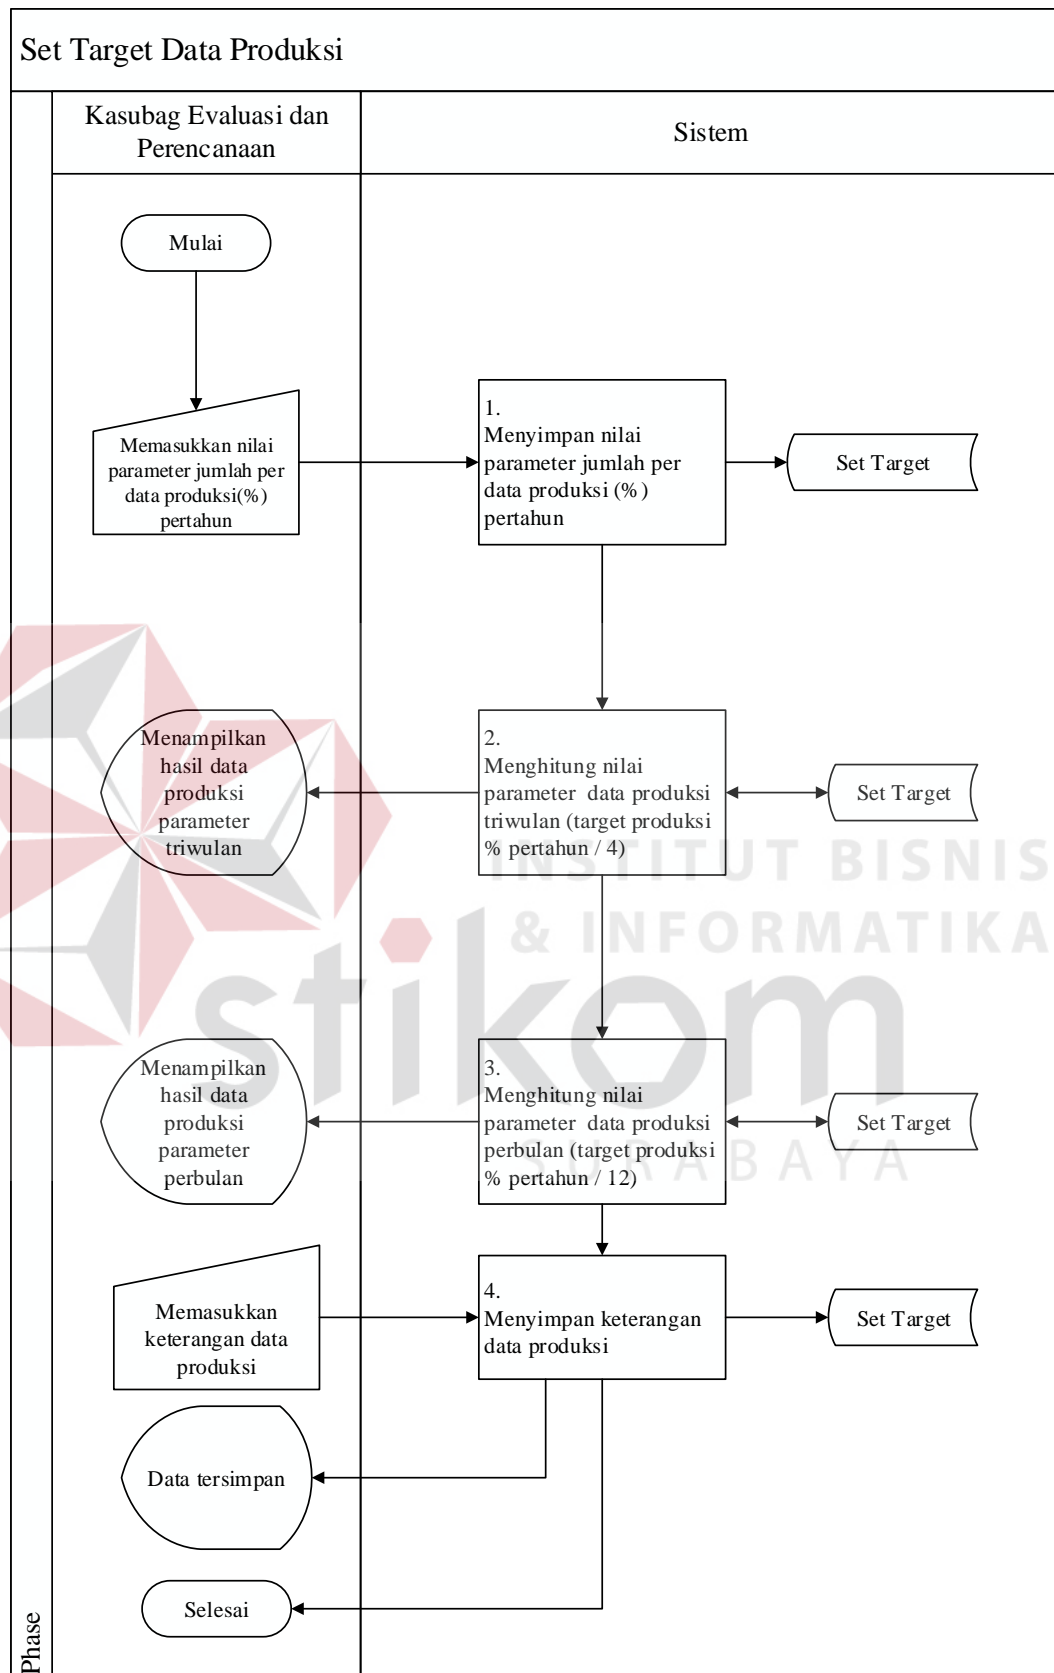 Set Target Data Produksi
Kasubag Evaluasi dan
Perencanaan
Sistem
Mulai
Memasukkan nilai
parameter jumlah per
data produksi(%)
pertahun
1.
Menyimpan nilai
parameter jumlah per
data produksi (%)
pertahun
Set Target
Menampilkan
hasil data
produksi
parameter
triwulan
2.
Menghitung nilai
parameter data produksi
triwulan (target produksi
% pertahun / 4)
Set Target
INSTITUT BISNIS
& INFORMATIKA
stikom
SURABAYA
Menampilkan
hasil data
produksi
parameter
perbulan
3.
Menghitung nilai
parameter data produksi
perbulan (target produksi
% pertahun / 12)
Set Target
Memasukkan
keterangan data
produksi
4.
Menyimpan keterangan
data produksi
Set Target
Data tersimpan
Selesai
Phase